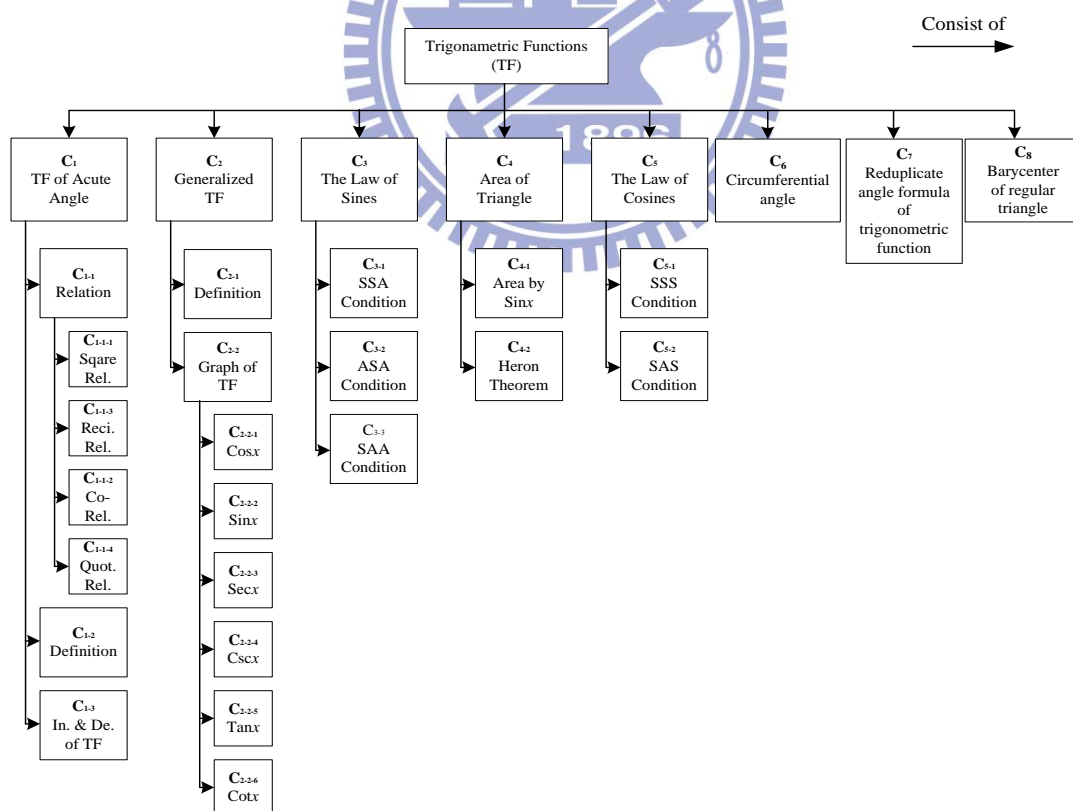 Consist of
Trigonametric Functions
(TF)
1896
C1
TF of Acute
Angle
C2
Generalized
TF
C3
The Law of
Sines
C4
Area of
Triangle
C5
The Law of
Cosines
C6
Circumferential
angle
C7
Reduplicate
angle formula
of
trigonometric
function
C8
Barycenter
of regular
triangle
C1-1
Relation
C1-1-1
Sqare
Rel.
C1-1-3
Reci.
Rel.
C1-1-2
Co-
Rel.
C1-1-4
Quot.
Rel.
C1-2
Definition
C1-3
In. & De.
of TF
C2-1
Definition
C2-2
Graph of
TF
C2-2-1
Cosx
C2-2-2
Sinx
C2-2-3
Secx
C2-2-4
Cscx
C2-2-5
Tanx
C2-2-6
Cotx
C3-1
SSA
Condition
C3-2
ASA
Condition
C3-3
SAA
Condition
C4-1
Area by
Sinx
C4-2
Heron
Theorem
C5-1
SSS
Condition
C5-2
SAS
Condition